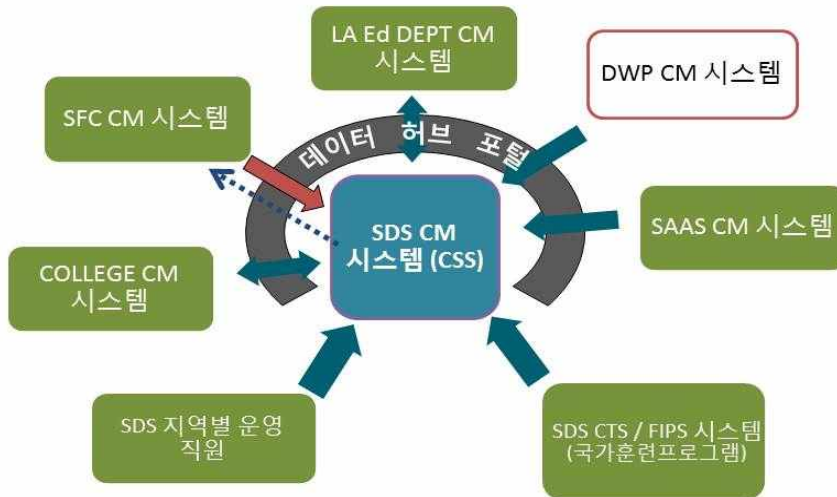 LA Ed DEPT CM
시스템
DWP CM 시스템
SFC CM 시스템
데이터 허브 포털
SDS CM
시스템 (CSS)
SAAS CM 시스템
COLLEGE CM
시스템
SDS 지역별 운영
직원
SDS CTS / FIPS 시스템
(국가훈련프로그램)